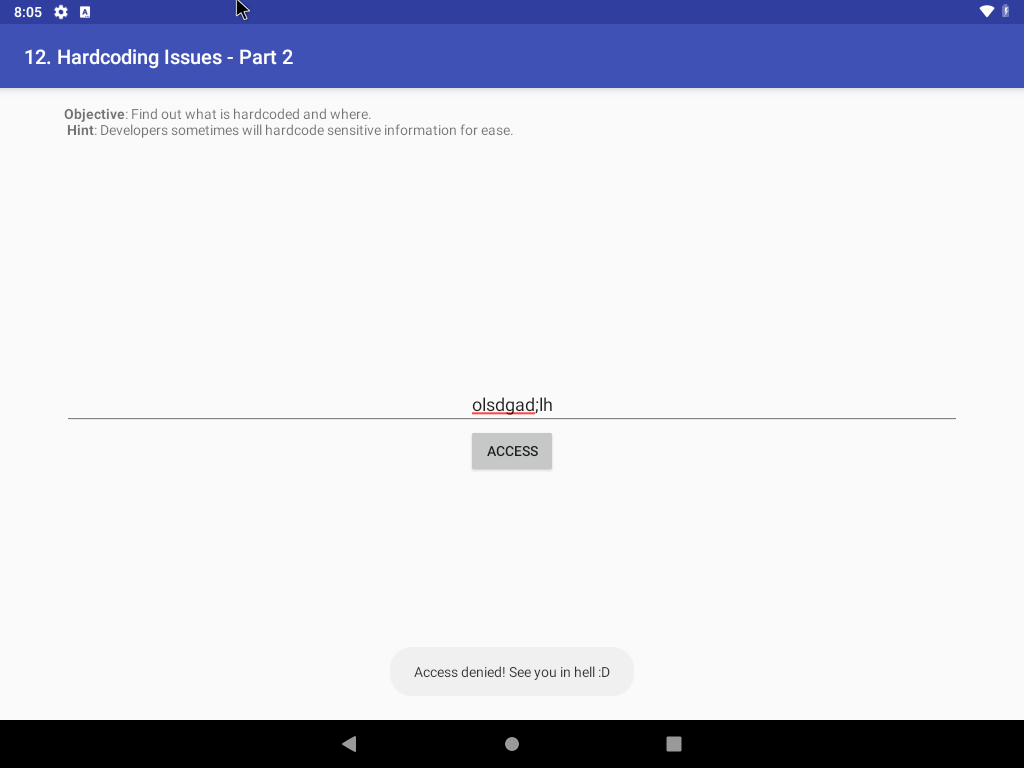 8:05
12. Hardcoding Issues - Part 2
Objective: Find out what is hardcoded and where.
Hint: Developers sometimes will hardcode sensitive information for ease.
olsdgad;lh
ACCESS
Access denied! See you in hell :D